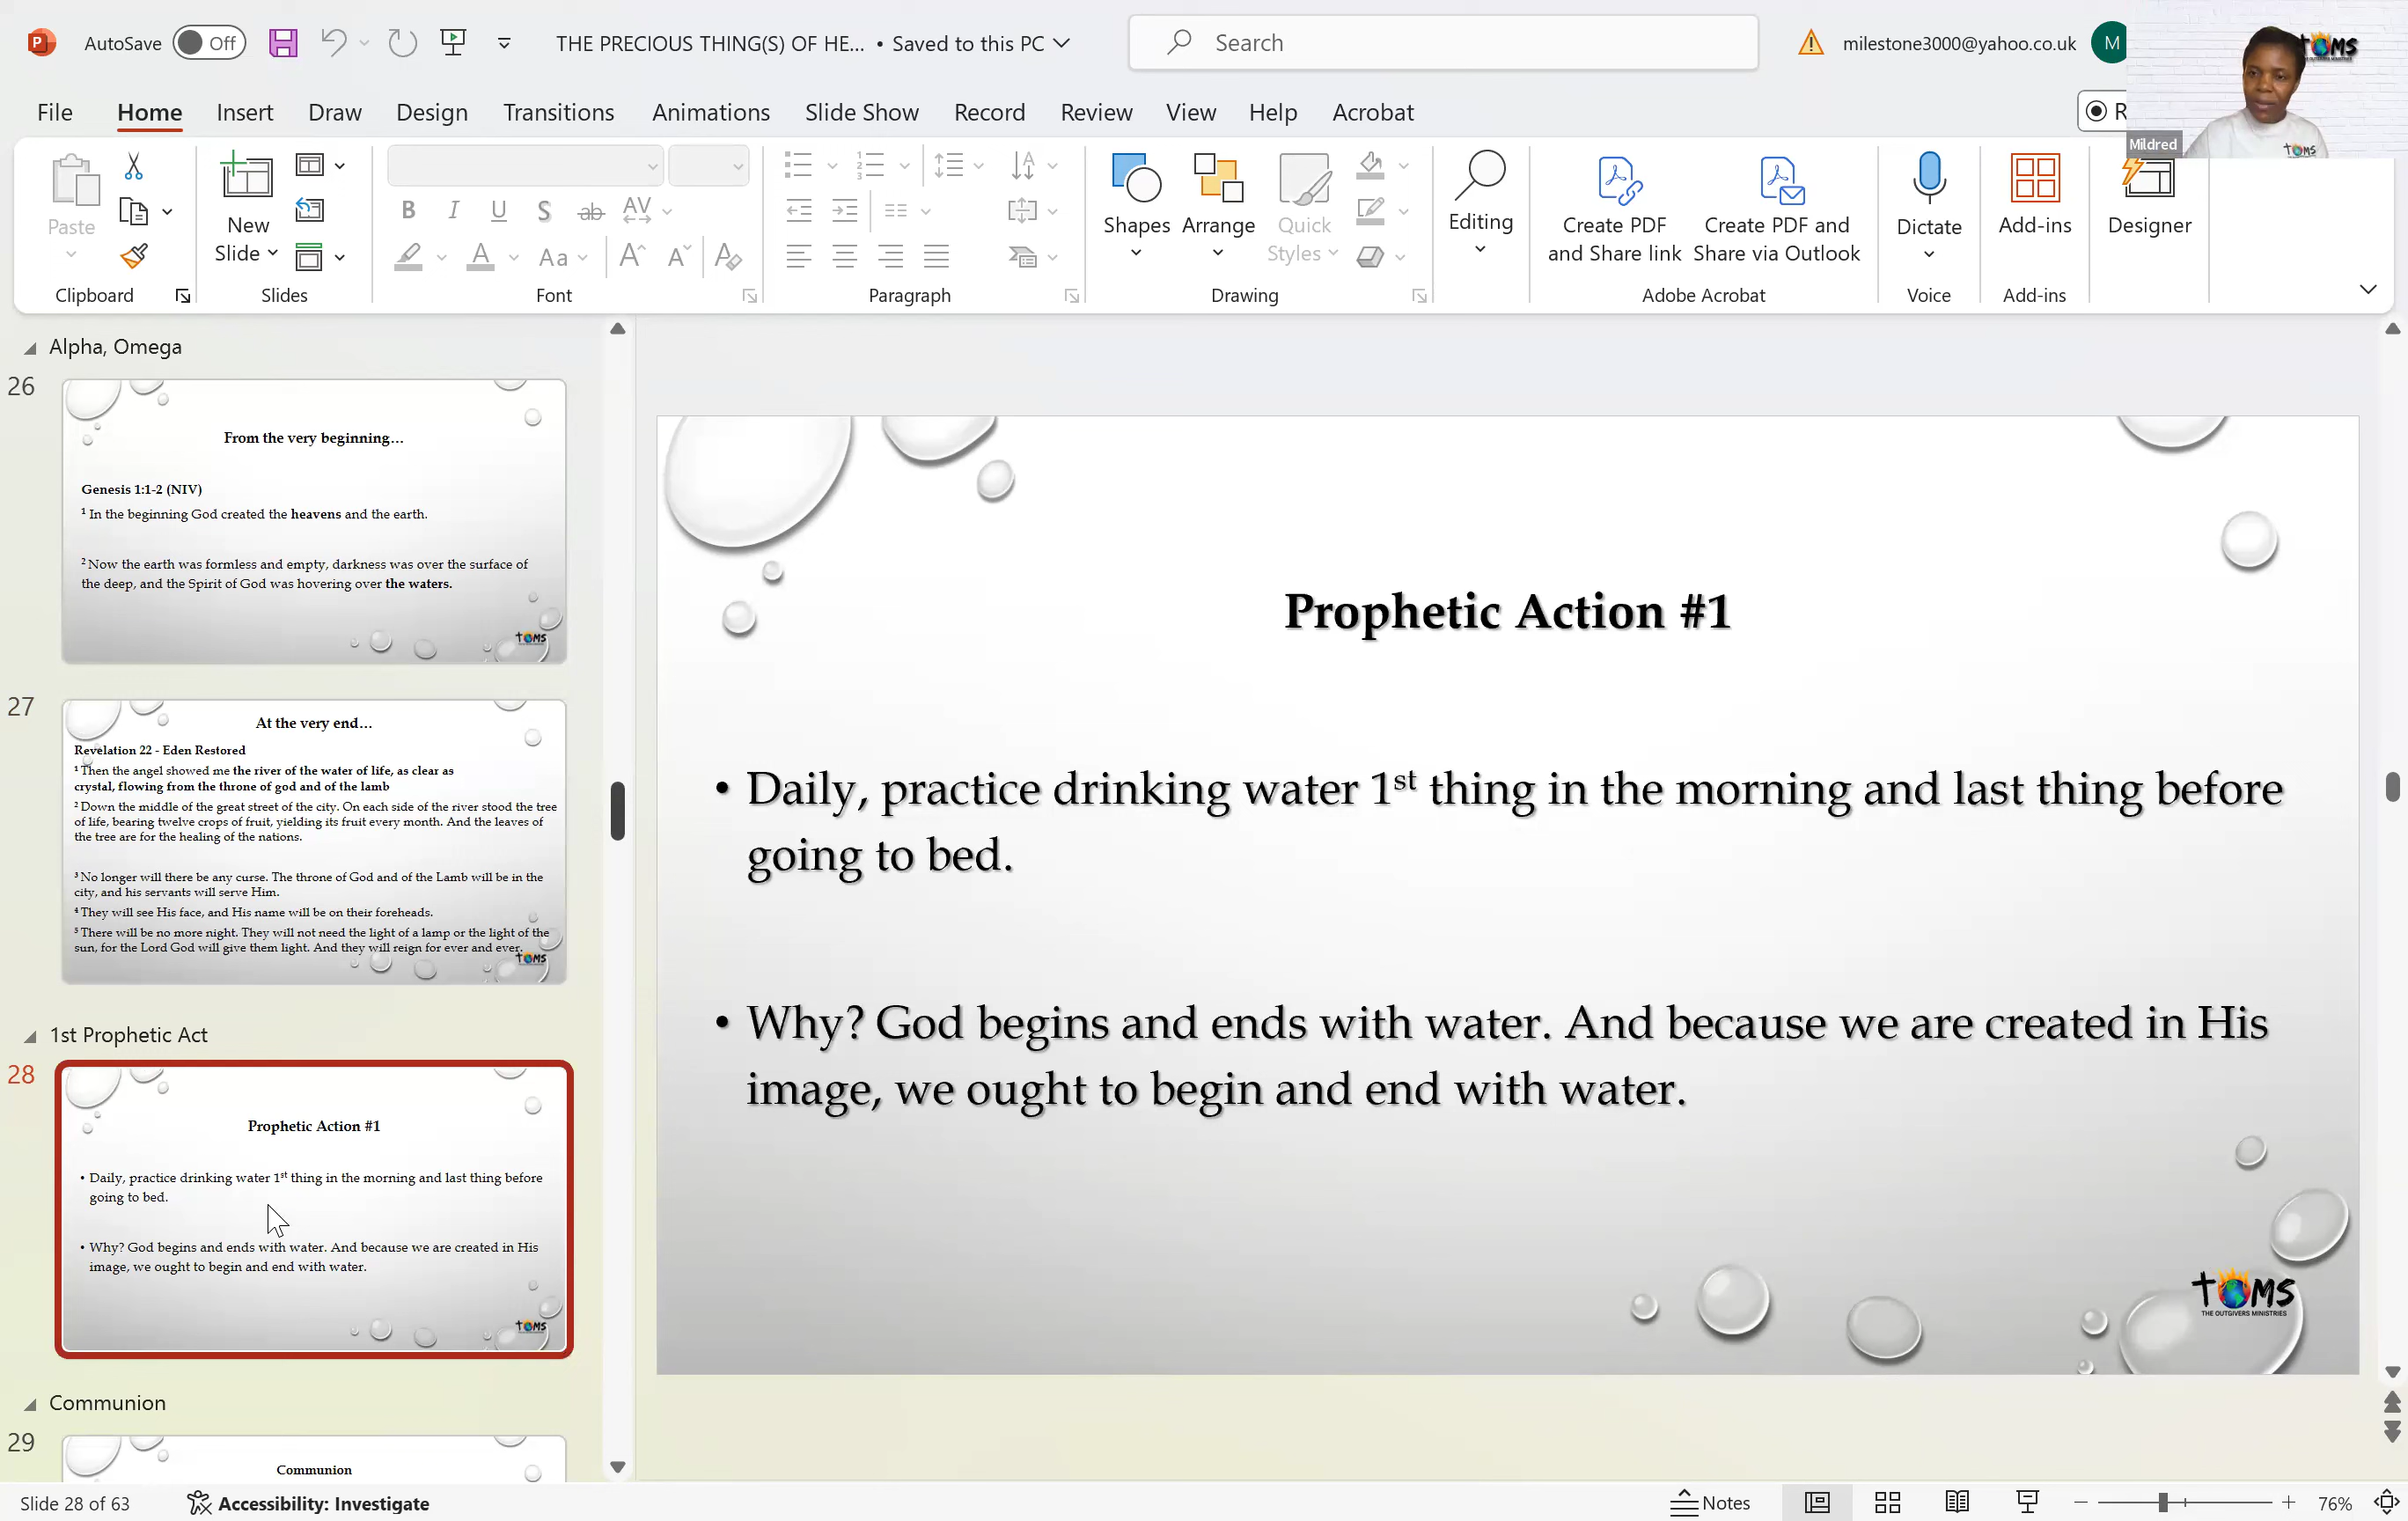 AutoSave Off THE PRECIOUS THING(S) OF HE... • Saved to this PC Search milestone3000@yahoo.co.uk M
TOMS
File Home Insert Draw Design Transitions Animations Slide Show Record Review View Help Acrobat R
Mildred
TOMS
Paste
New
Slide
B I U S ab AV
Aa A A
Shapes Arrange Quick
Styles
Editing
Create PDF
and Share link
Create PDF and
Share via Outlook
Dictate
Add-ins
Designer
Clipboard Slides Font Paragraph Drawing Adobe Acrobat Voice Add-ins
Alpha, Omega
26
From the very beginning...
Genesis 1:1-2 (NIV)
1 In the beginning God created the heavens and the earth.
2 Now the earth was formless and empty, darkness was over the surface of
the deep, and the Spirit of God was hovering over the waters.
TOMS
27
At the very end...
Revelation 22 - Eden Restored
1 Then the angel showed me the river of the water of life, as clear as
crystal, flowing from the throne of god and of the lamb
2 Down the middle of the great street of the city. On each side of the river stood the tree
of life, bearing twelve crops of fruit, yielding its fruit every month. And the leaves of
the tree are for the healing of the nations.
3 No longer will there be any curse. The throne of God and of the Lamb will be in the
city, and his servants will serve Him.
4 They will see His face, and His name will be on their foreheads.
5 There will be no more night. They will not need the light of a lamp or the light of the
sun, for the Lord God will give them light. And they will reign for ever and ever.
TOMS
1st Prophetic Act
28
Prophetic Action #1
• Daily, practice drinking water 1st thing in the morning and last thing before
going to bed.
• Why? God begins and ends with water. And because we are created in His
image, we ought to begin and end with water.
TOMS
Communion
29
Communion
Prophetic Action #1
• Daily, practice drinking water 1st thing in the morning and last thing before
going to bed.
• Why? God begins and ends with water. And because we are created in His
image, we ought to begin and end with water.
TOMS
THE OUTGIVERS MINISTRIES
Slide 28 of 63 Accessibility: Investigate Notes 76%